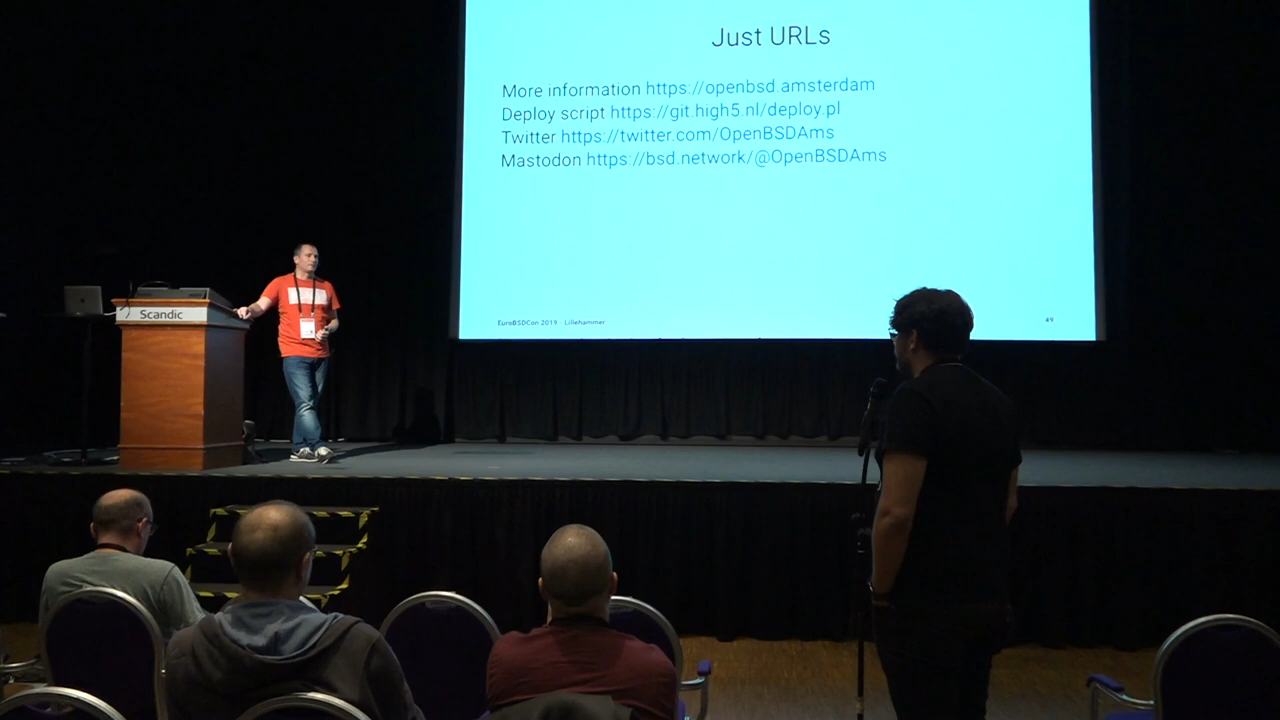 Just URLs
More information https://openbsd.amsterdam
Deploy script https://git.high5.nl/deploy.pl
Twitter https://twitter.com/OpenBSDAms
Mastodon https://bsd.network/@OpenBSDAms
EuroBSDCon 2019 - Lillehammer
49
Scandic